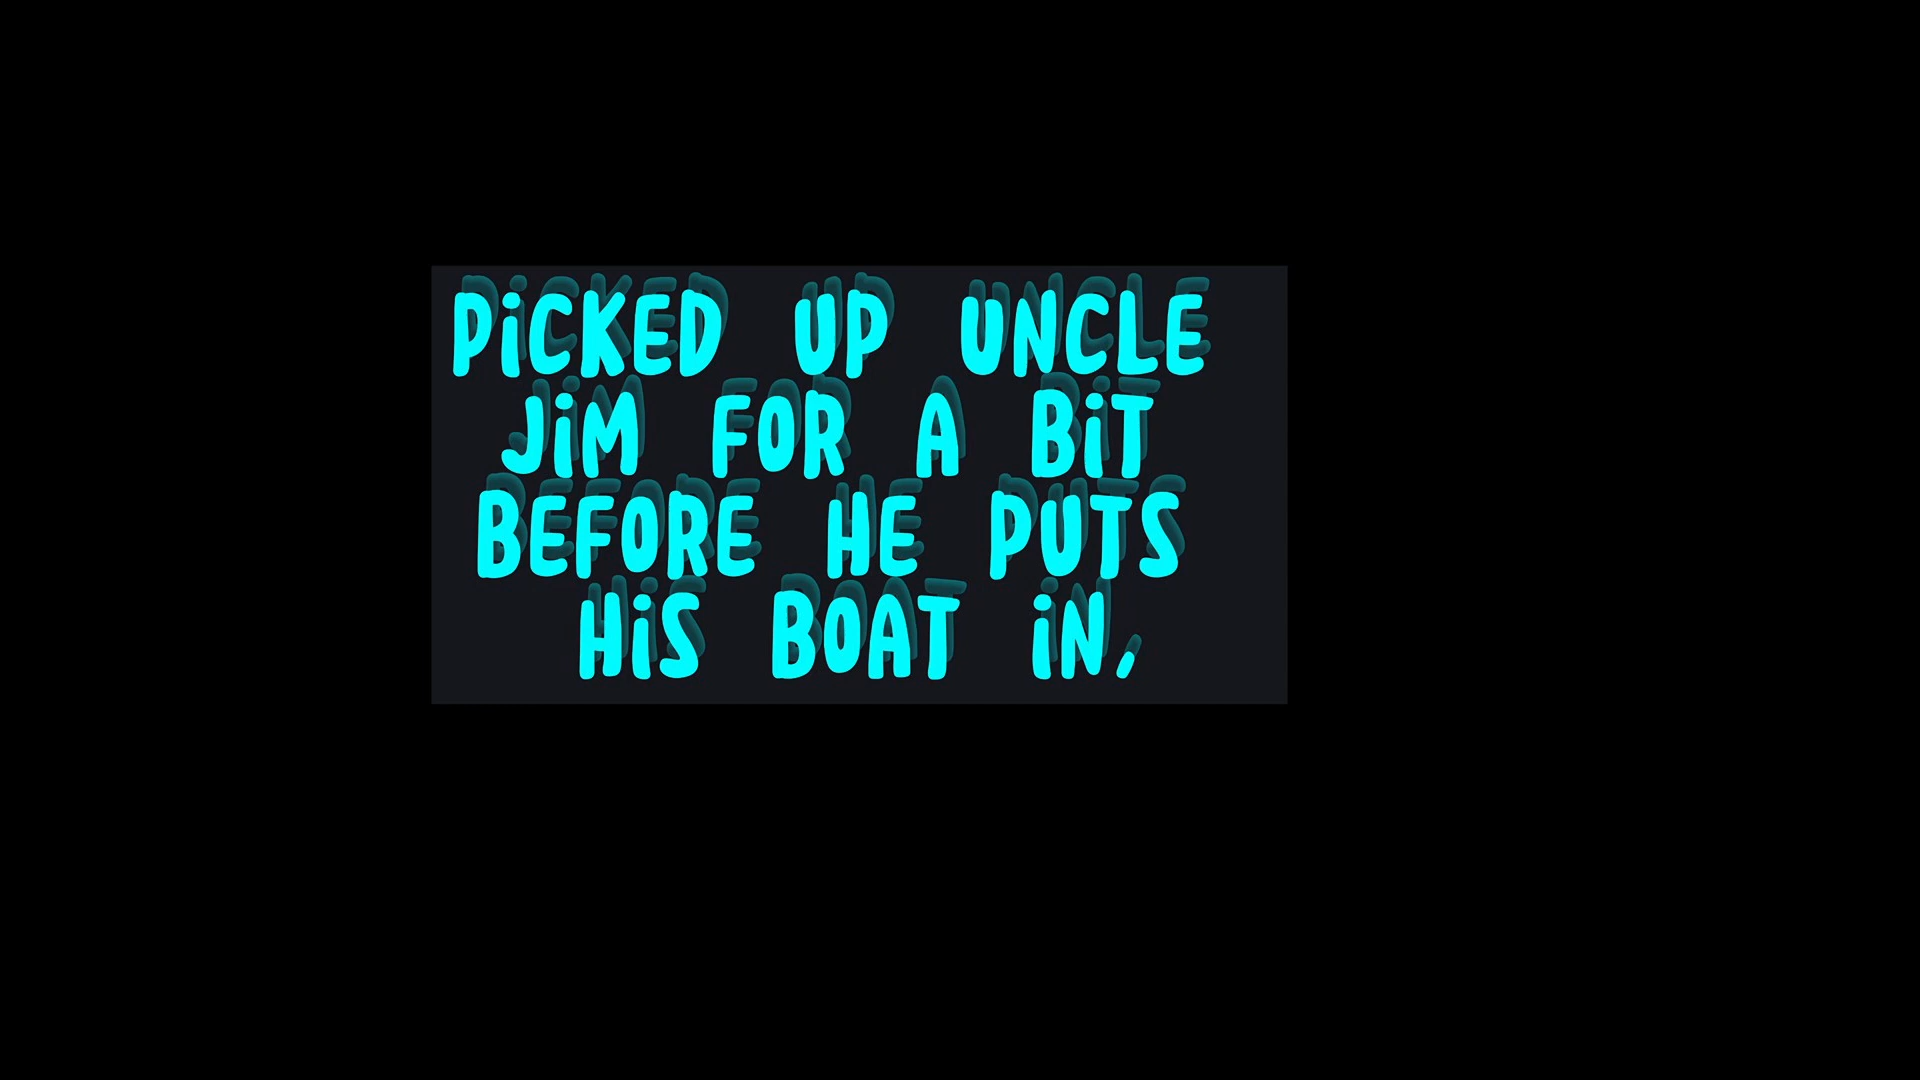 PiCKED UP UNCLE
JiM FOR A BiT
BEFORE HE PUTS
HiS BOAT iN,